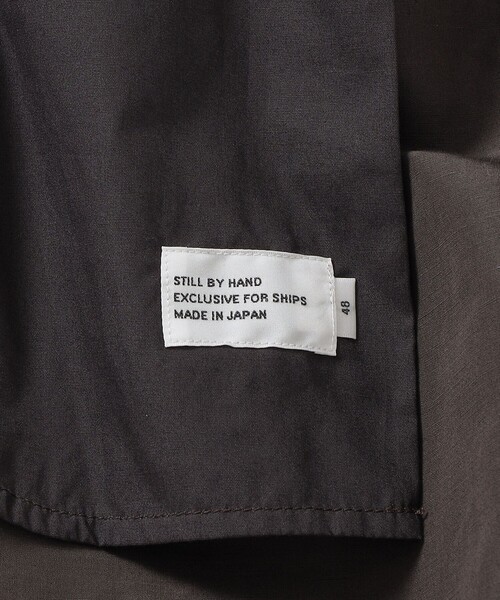 STILL BY HAND
EXCLUSIVE FOR SHIPS
MADE IN JAPAN
48